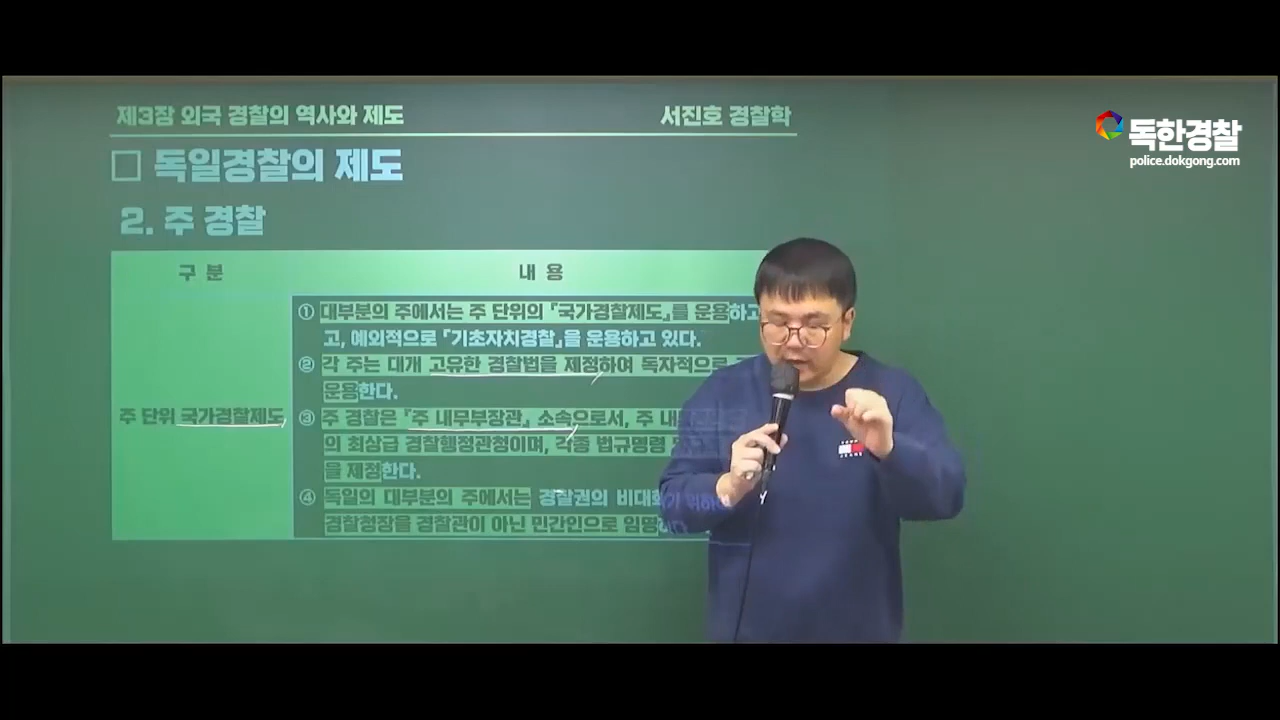 제3장 외국 경찰의 역사와 제도
서진호 경찰학
독한경찰
police.dokgong.com
□ 독일경찰의 제도
2. 주 경찰
구 분
내 용
주 단위 국가경찰제도
① 대부분의 주에서는 주 단위의 『국가경찰제도』를 운용하고
고, 예외적으로 「기초자치경찰」을 운용하고 있다.
② 각 주는 대개 고유한 경찰법을 제정하여 독자적으로
운용한다.
③ 주 경찰은 『주 내무부장관』 소속으로서, 주
의 최상급 경찰행정관청이며, 각종 법규명령
을 제정한다.
④ 독일의 대부분의 주에서는 경찰권의 비대화
경찰청장을 경찰관이 아닌 민간인으로 임명
TOMMY
JEANS